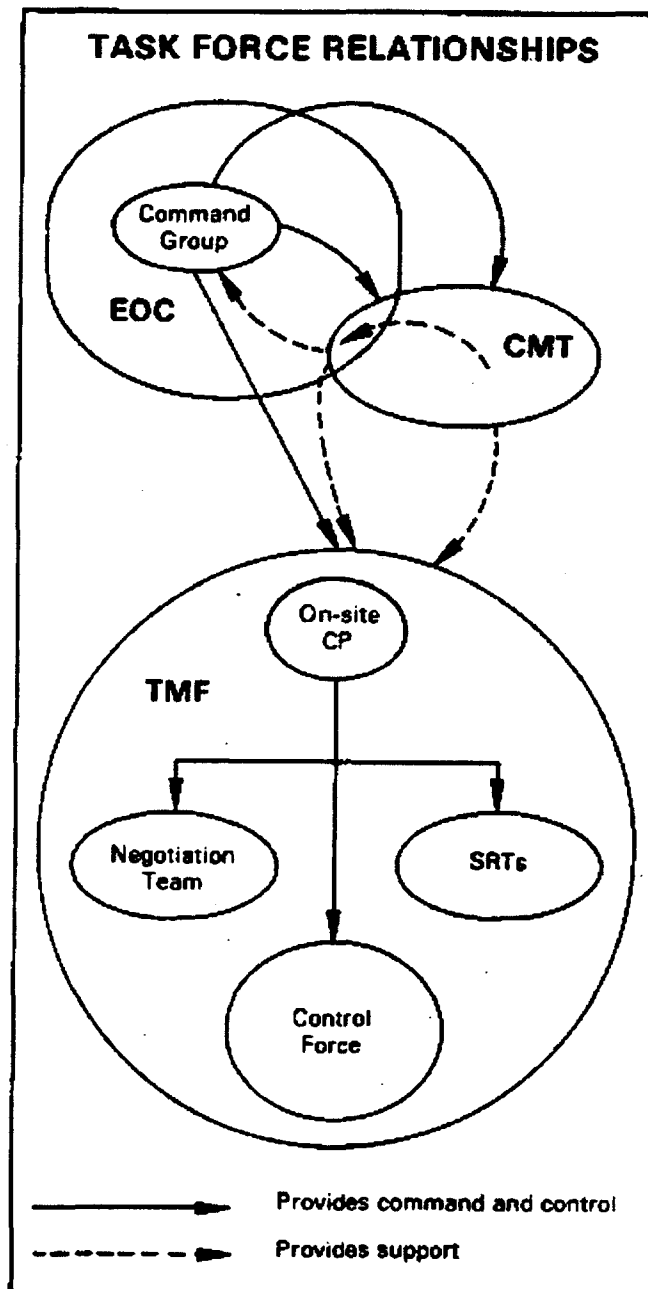 TASK FORCE RELATIONSHIPS
Command
Group
EOC
CMT
On-site
CP
TMF
Negotiation
Team
SRTs
Control
Force
Provides command and control
Provides support